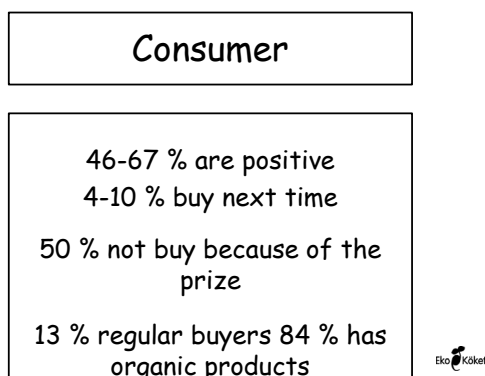 Consumer
46-67 % are positive
4-10 % buy next time
50 % not buy because of the
prize
13 % regular buyers 84 % has
organic products
Eko Köket